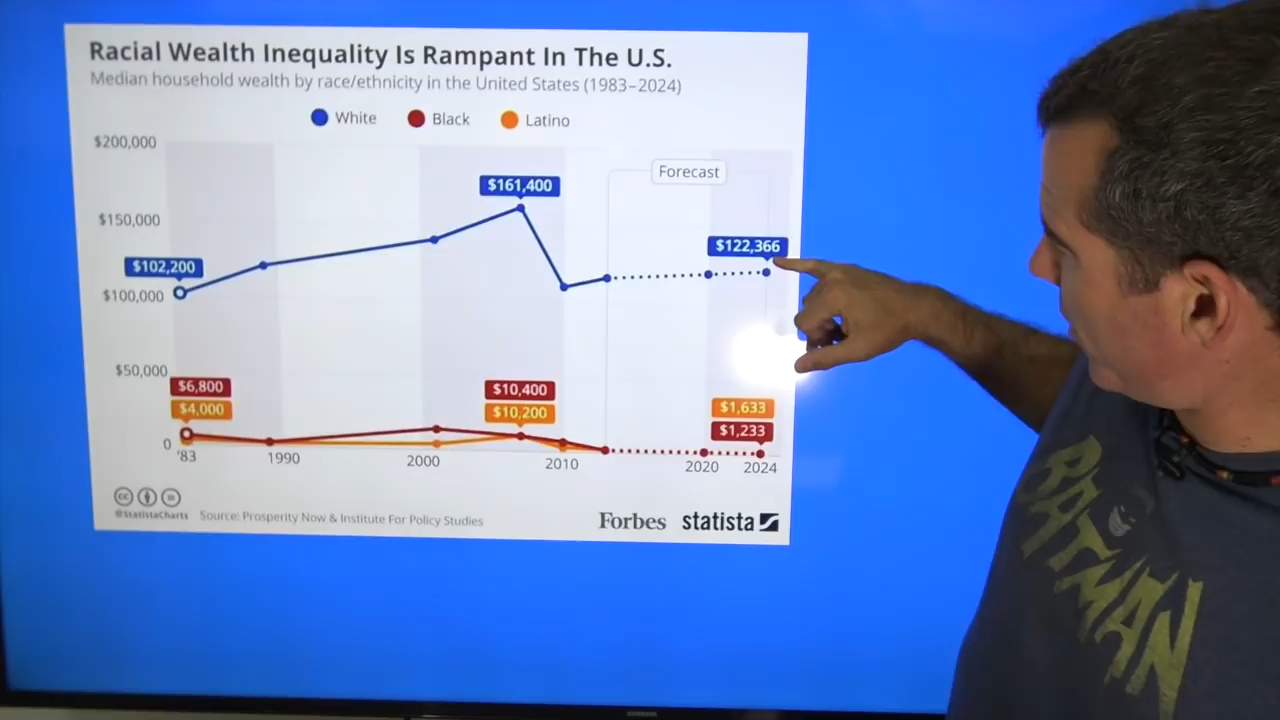 Racial Wealth Inequality Is Rampant In The U.S.
Median household wealth by race/ethnicity in the United States (1983–2024)
White Black Latino
$200,000
Forecast
$161,400
$150,000
$122,366
$102,200
$100,000
$50,000
$6,800 $10,400
$4,000 $10,200 $1,633
$1,233
0
'83 1990 2000 2010 2020 2024
@StatistaCharts Source: Prosperity Now & Institute For Policy Studies
Forbes statista
BATMAN
SAMSUNG